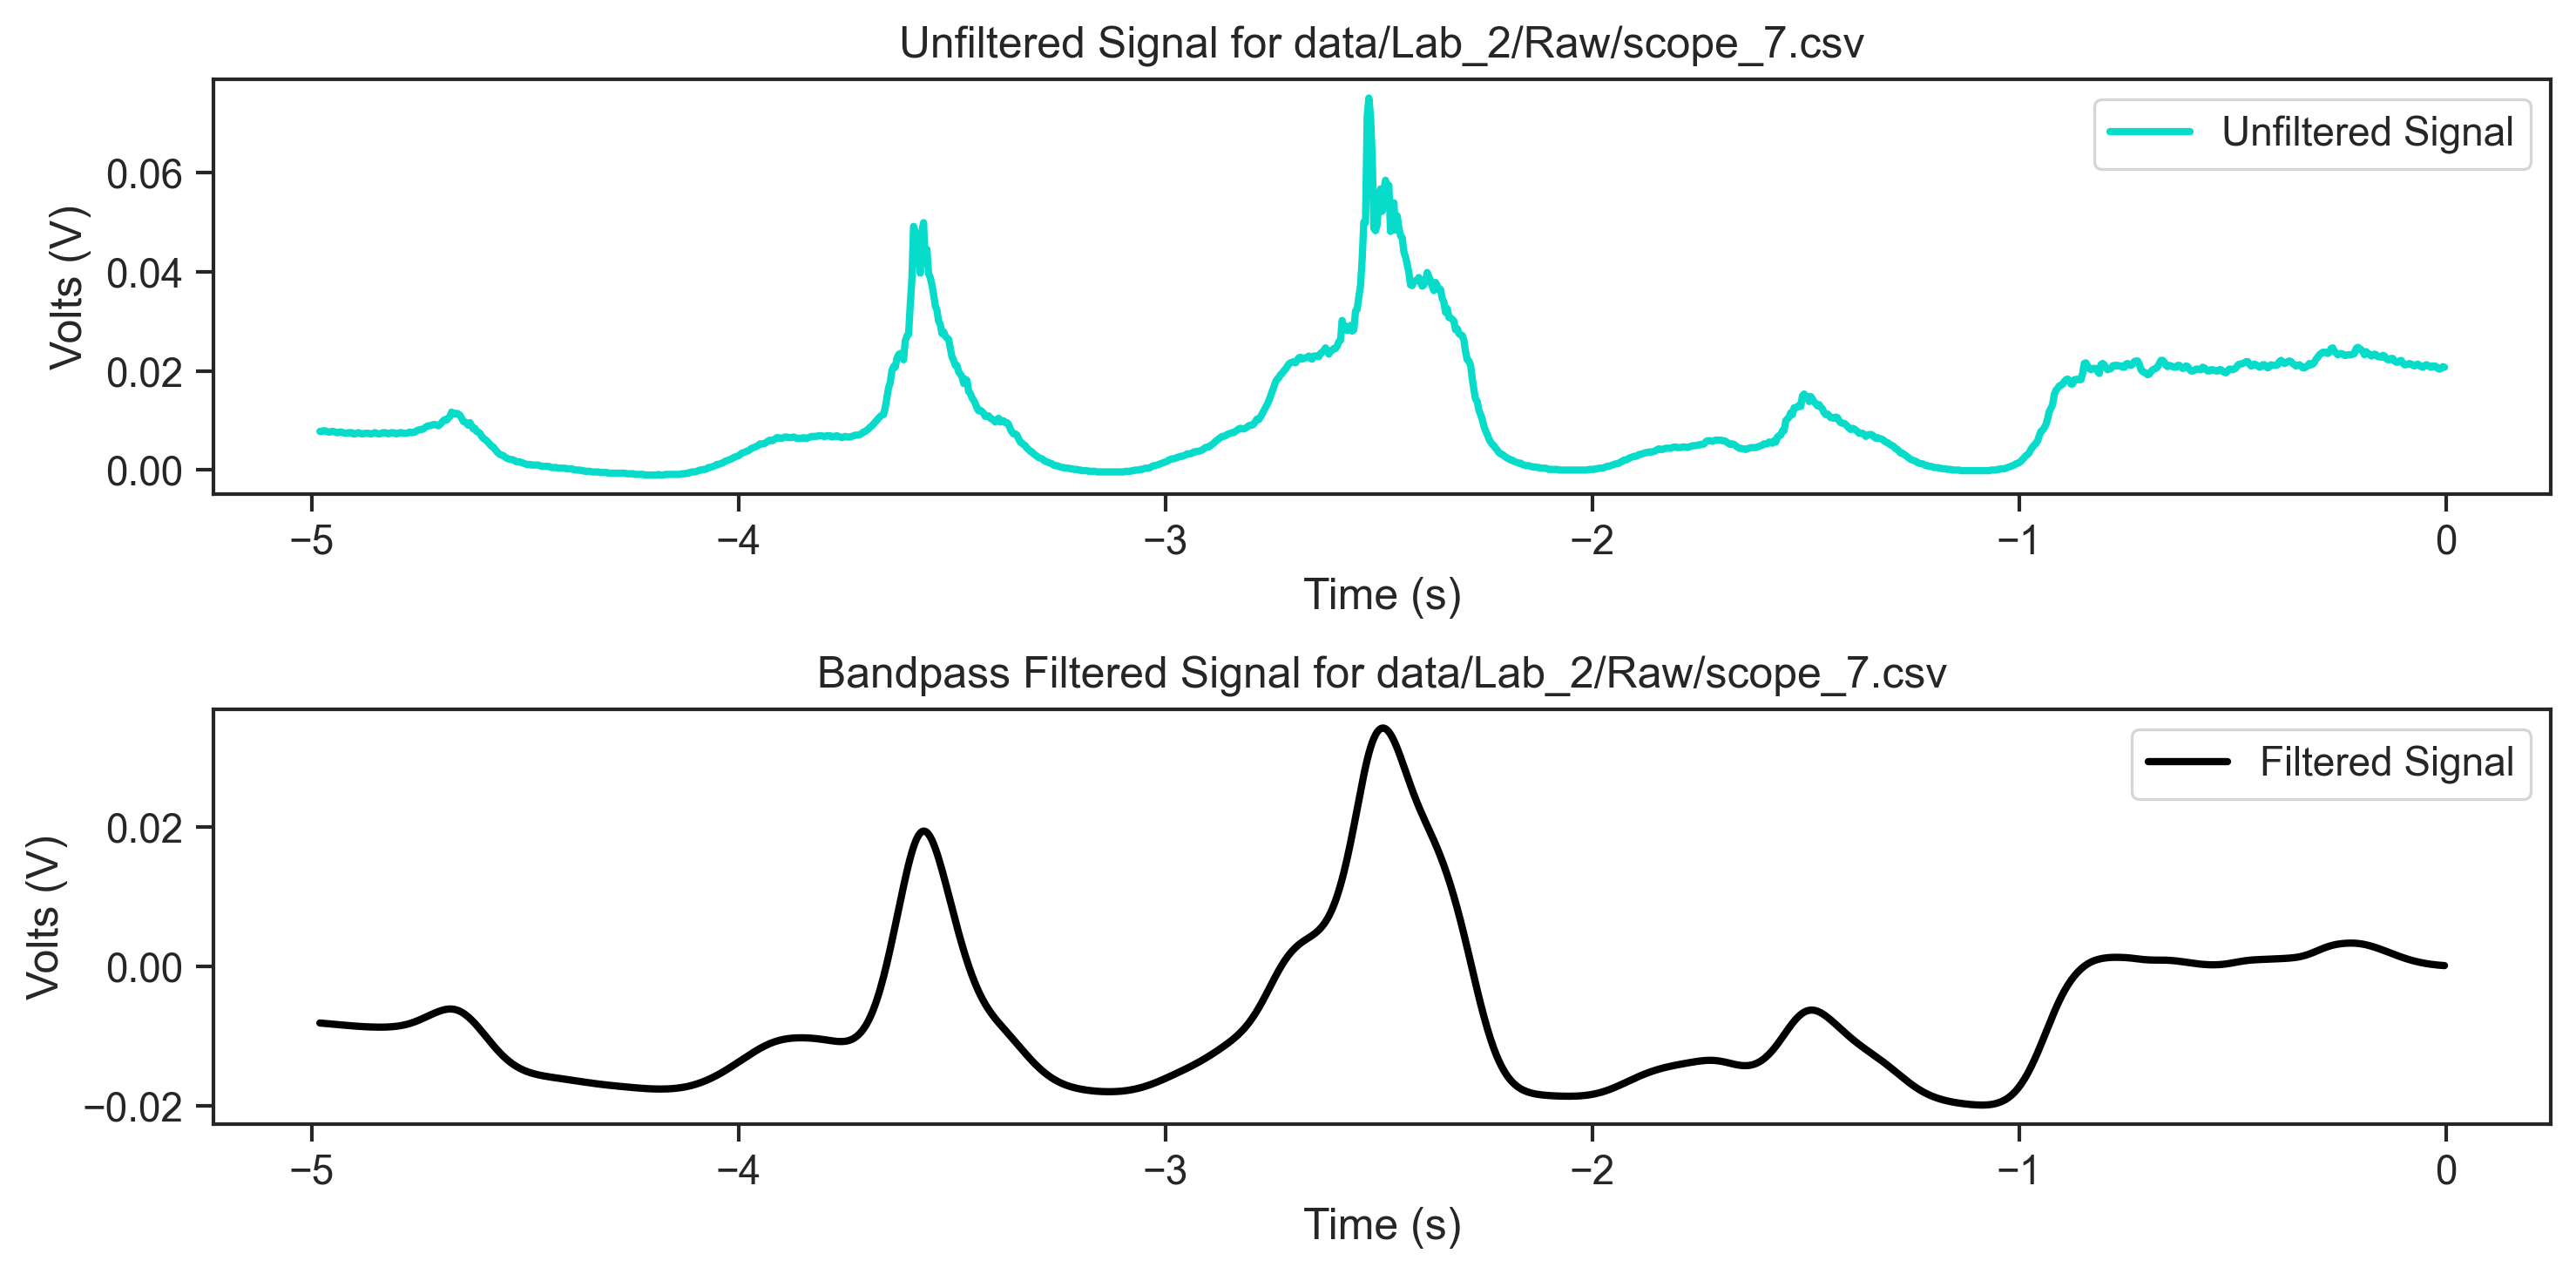 Unfiltered Signal for data/Lab_2/Raw/scope_7.csv
Unfiltered Signal
Volts (V)
0.06
0.04
0.02
0.00
−5 −4 −3 −2 −1 0
Time (s)
Bandpass Filtered Signal for data/Lab_2/Raw/scope_7.csv
Filtered Signal
Volts (V)
0.02
0.00
−0.02
−5 −4 −3 −2 −1 0
Time (s)